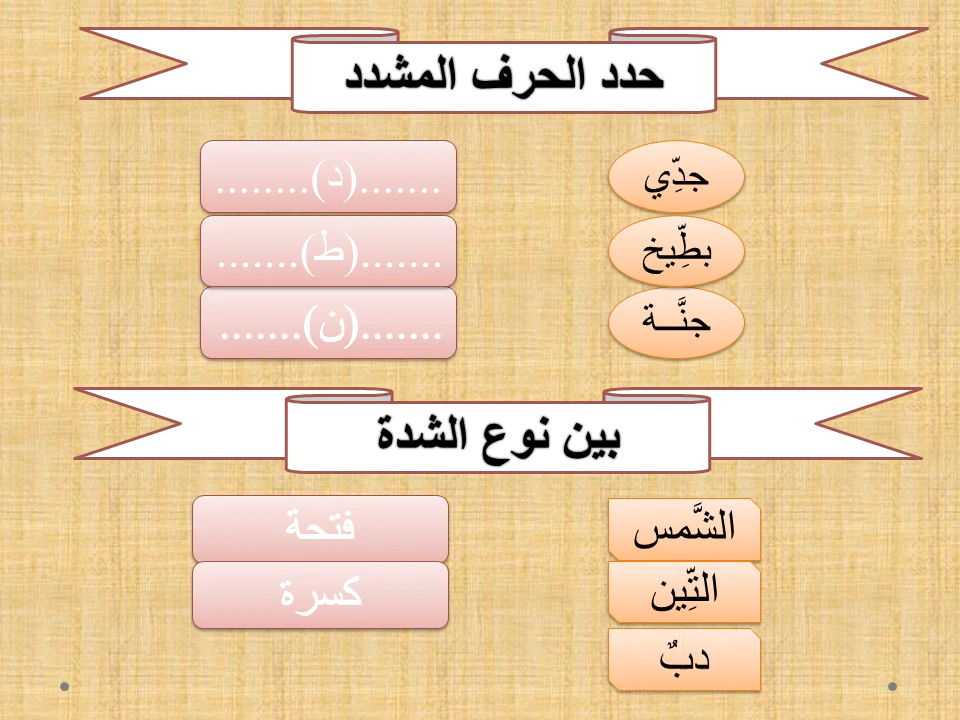 حدد الحرف المشدد
جدِّي
.......(د)........
بطِّيخ
.......(ط).......
جنَّـــة
.......(ن).......
بين نوع الشدة
الشَّمس
فتحة
التِّين
كسرة
دبٌ